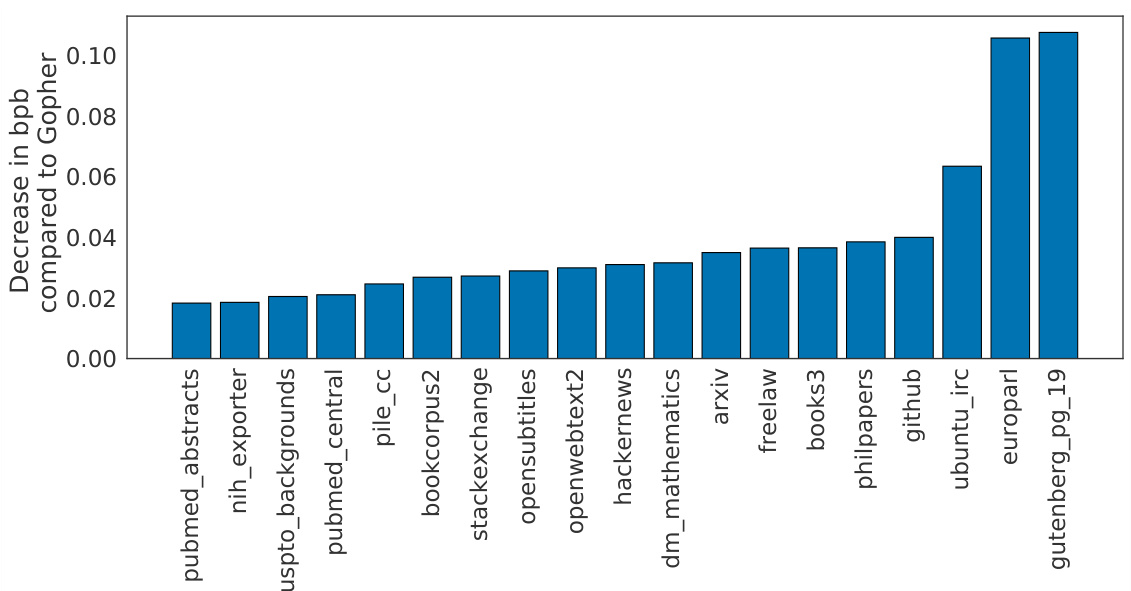 Decrease in bpb
compared to Gopher
0.10
0.08
0.06
0.04
0.02
0.00
pubmed_abstracts
nih_exporter
uspto_backgrounds
pubmed_central
pile_cc
bookcorpus2
stackexchange
opensubtitles
openwebtext2
hackernews
dm_mathematics
arxiv
freelaw
books3
philpapers
github
ubuntu_irc
europarl
gutenberg_pg_19